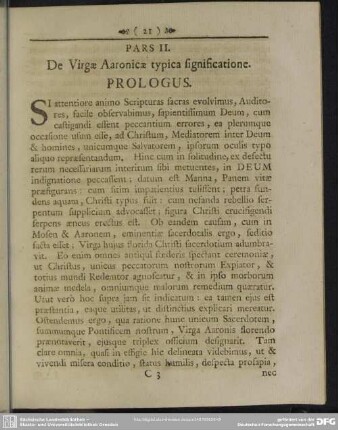 ( 21 )
PARS II.
De Virgæ Aaronicæ typica significatione.
PROLOGUS.
SI attentiore animo Scripturas sacras evolvimus, Audito-
res, facile observabimus, sapientissimum Deum, cum
castigandi essent peccantium errores, ea plerumque
occasione usum esse, ad Christum, Mediatorem inter Deum
& homines, unicumque Salvatorem, ipsorum oculis typo
aliquo repræsentandum. Hinc cum in solitudine, ex defectu
rerum necessariarum interitum sibi metuentes, in DEUM
indignatione peccassent; datum est Manna, Panem vitæ
præfigurans: cum sitim impatientius tulissent; petra fun-
dens aquam, Christi typus fuit: cum nefanda rebellio ser-
pentum supplicium advocasset; figura Christi crucifigendi
serpens æneus erectus est. Ob eandem causam, cum in
Mosen & Aaronem, eminentiæ sacerdotalis ergo, seditio
facta esset, Virga hujus florida Christi sacerdotium adumbra-
vit. Eo enim omnes antiqui fœderis spectant ceremoniæ,
ut Christus, unicus peccatorum nostrorum Expiator, &
totius mundi Redemtor agnoscatur, & in ipso morborum
animæ medela, omniumque malorum remedium quæratur.
Utut verò hoc super jam sit indicatum: ea tamen ejus est
præstantia, eaque utilitas, ut distinctius explicari mereatur.
Ostendemus ergo, qua ratione hunc unicum Sacerdotem,
summumque Pontificem nostrum, Virga Aaronis florendo
prænotaverit, ejusque triplex officium designarit. Tam
clare omnia, quasi in effigie hic delineata videbimus, ut &
vivendi misera conditio, status humilis, despecta prosapia,
C 3 nec